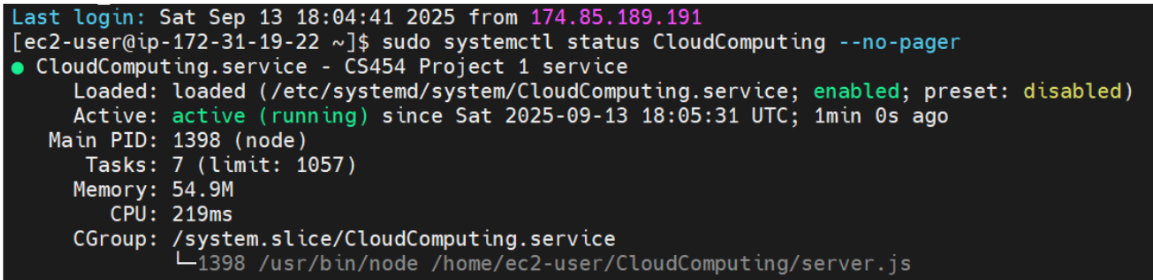 Last login: Sat Sep 13 18:04:41 2025 from 174.85.189.191
[ec2-user@ip-172-31-19-22 ~]$ sudo systemctl status CloudComputing --no-pager
● CloudComputing.service - CS454 Project 1 service
     Loaded: loaded (/etc/systemd/system/CloudComputing.service; enabled; preset: disabled)
     Active: active (running) since Sat 2025-09-13 18:05:31 UTC; 1min 0s ago
   Main PID: 1398 (node)
      Tasks: 7 (limit: 1057)
     Memory: 54.9M
        CPU: 219ms
     CGroup: /system.slice/CloudComputing.service
             └─1398 /usr/bin/node /home/ec2-user/CloudComputing/server.js